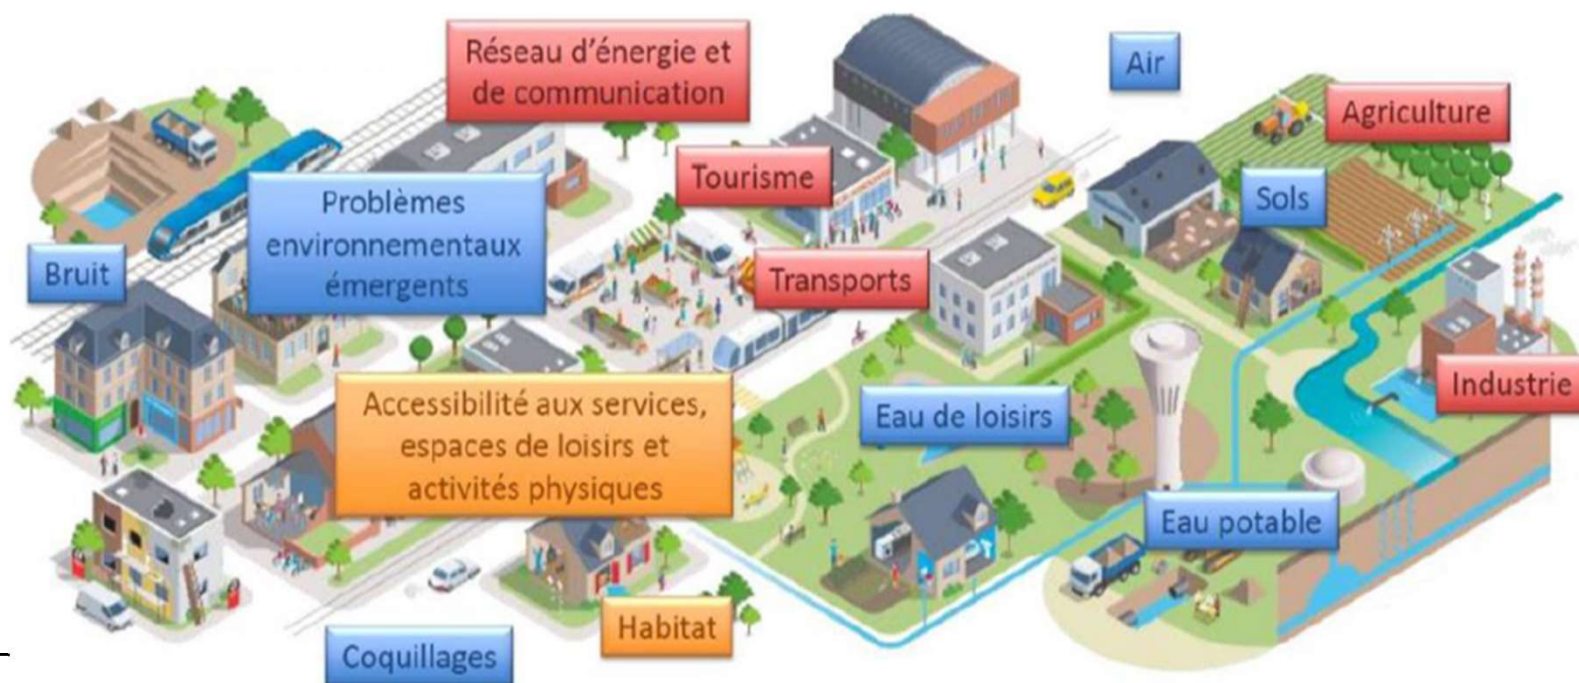 Réseau d'énergie et
de communication
Air
Agriculture
Tourisme
Sols
Problèmes
environnementaux
émergents
Bruit
Transports
Industrie
Accessibilité aux services,
espaces de loisirs et
activités physiques
Eau de loisirs
Eau potable
Habitat
Coquillages